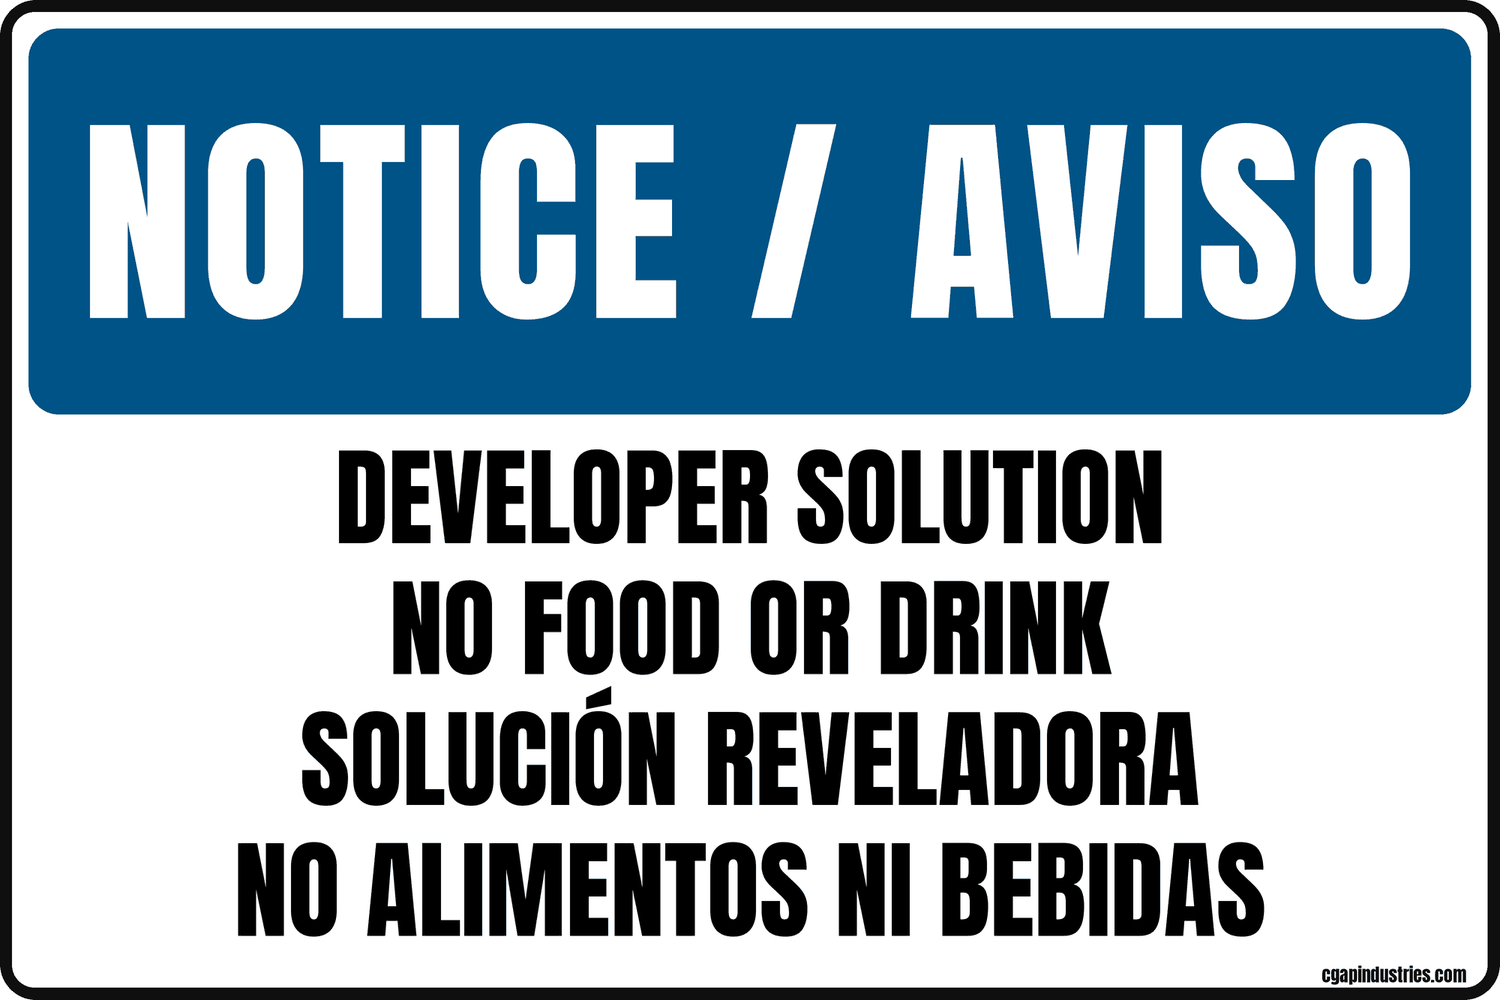 NOTICE / AVISO
DEVELOPER SOLUTION
NO FOOD OR DRINK
SOLUCIÓN REVELADORA
NO ALIMENTOS NI BEBIDAS
cgapindustries.com